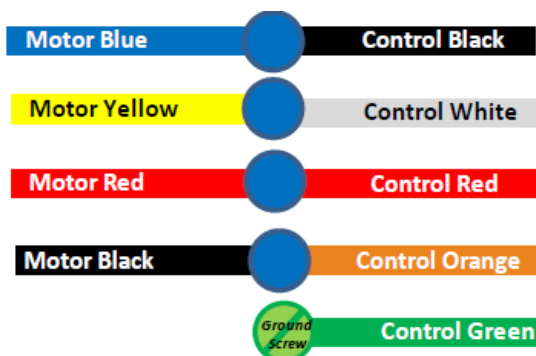 Motor Blue Control Black
Motor Yellow Control White
Motor Red Control Red
Motor Black Control Orange
Ground
Screw Control Green